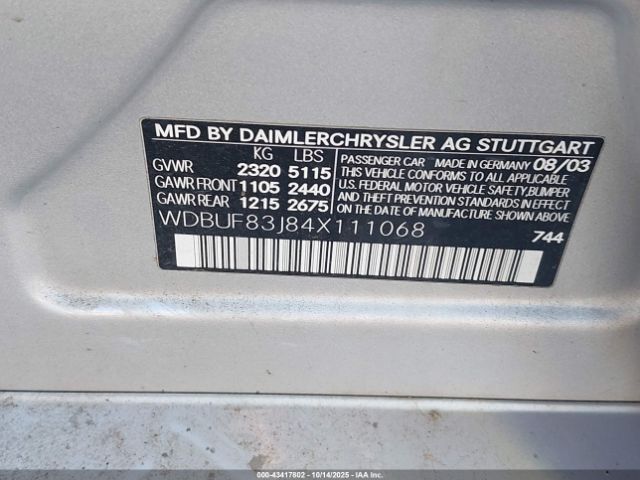 MFD BY DAIMLERCHRYSLER AG STUTTGART
KG LBS
GVWR 2320 5115
GAWR FRONT 1105 2440
GAWR REAR 1215 2675
PASSENGER CAR MADE IN GERMANY 08/03
THIS VEHICLE CONFORMS TO ALL APPLICABLE
U.S. FEDERAL MOTOR VEHICLE SAFETY, BUMPER
AND THEFT PREVENTION STANDARDS IN EFFECT
ON THE DATE OF MANUFACTURE SHOWN ABOVE
WDBUF83J84X111068
744
000-43417802 | 10/14/2025 | IAAI.CA